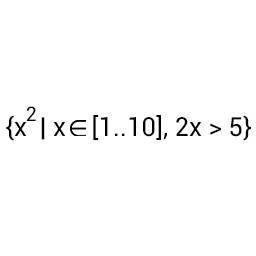 {x²| x∈[1..10], 2x > 5}